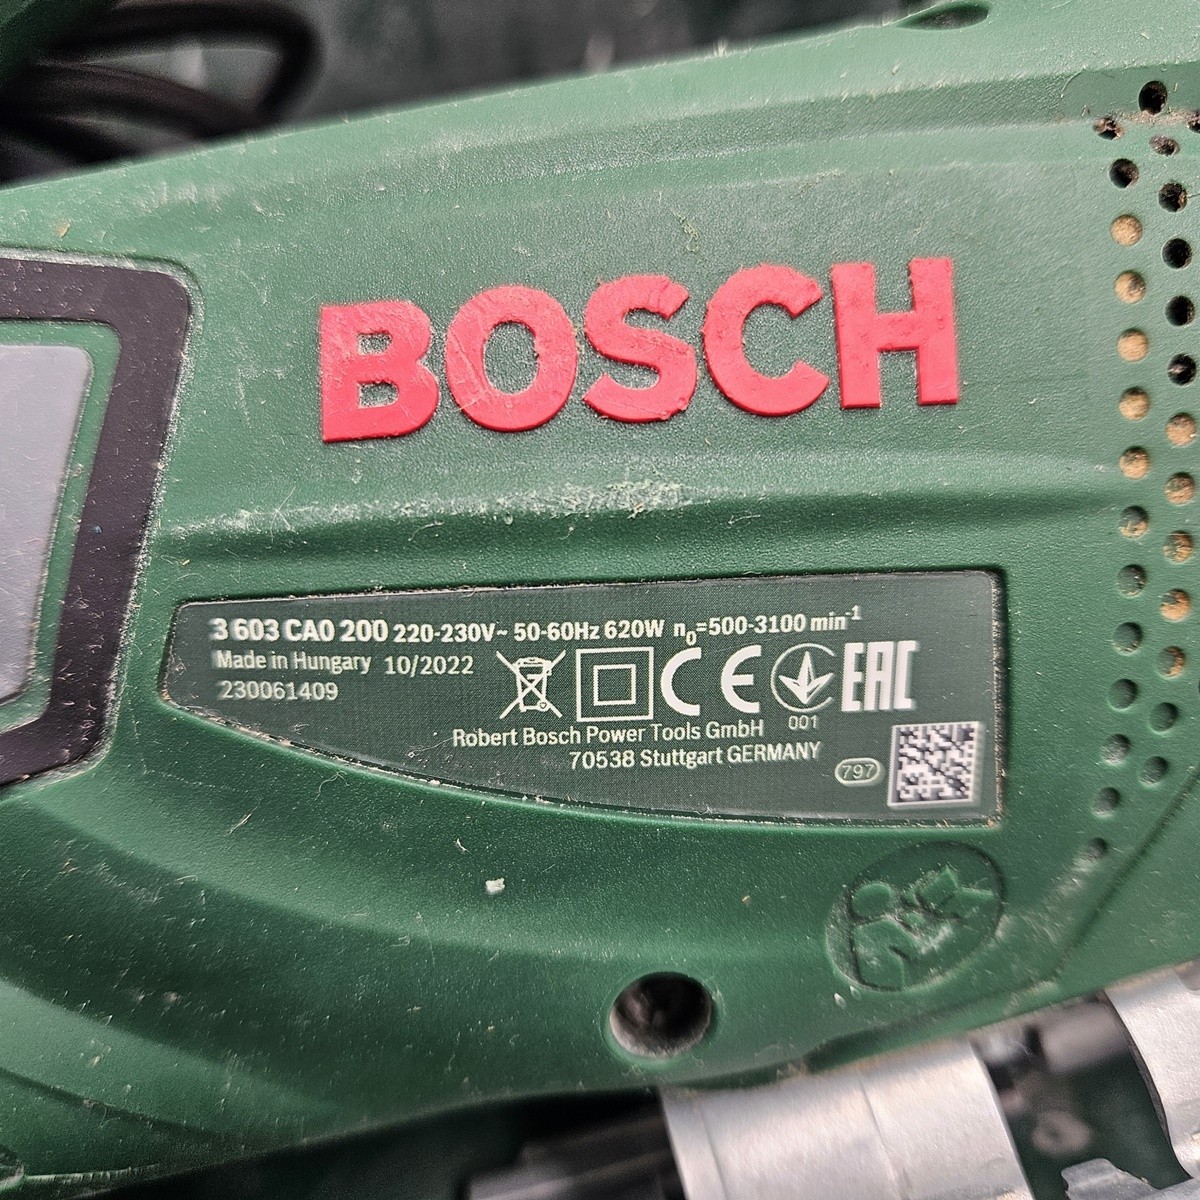 BOSCH
3 603 CA0 200 220-230V~ 50-60Hz 620W n₀=500-3100 min⁻¹
Made in Hungary 10/2022
230061409
CE
EAC
001
Robert Bosch Power Tools GmbH
70538 Stuttgart GERMANY
797